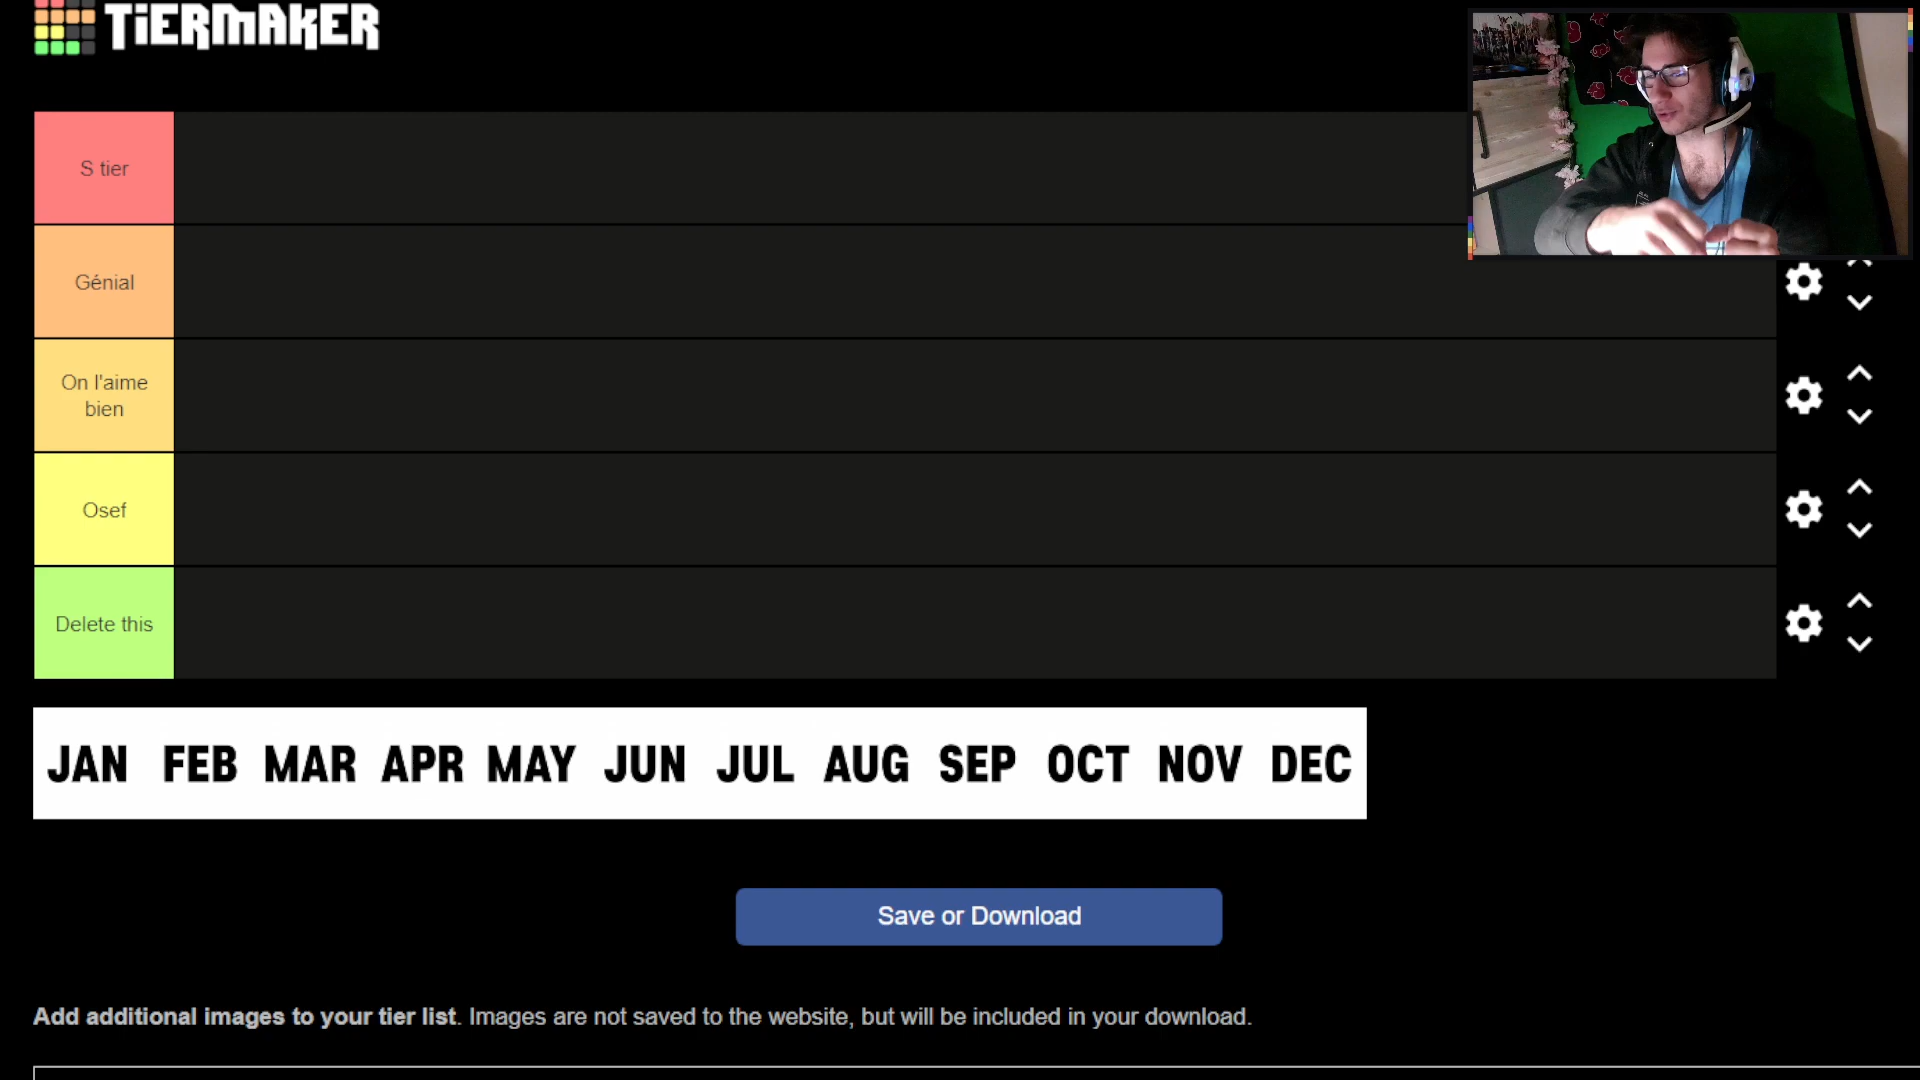 TiERMAKER
S tier
Génial
On l'aime
bien
Osef
Delete this
JAN FEB MAR APR MAY JUN JUL AUG SEP OCT NOV DEC
Save or Download
Add additional images to your tier list. Images are not saved to the website, but will be included in your download.